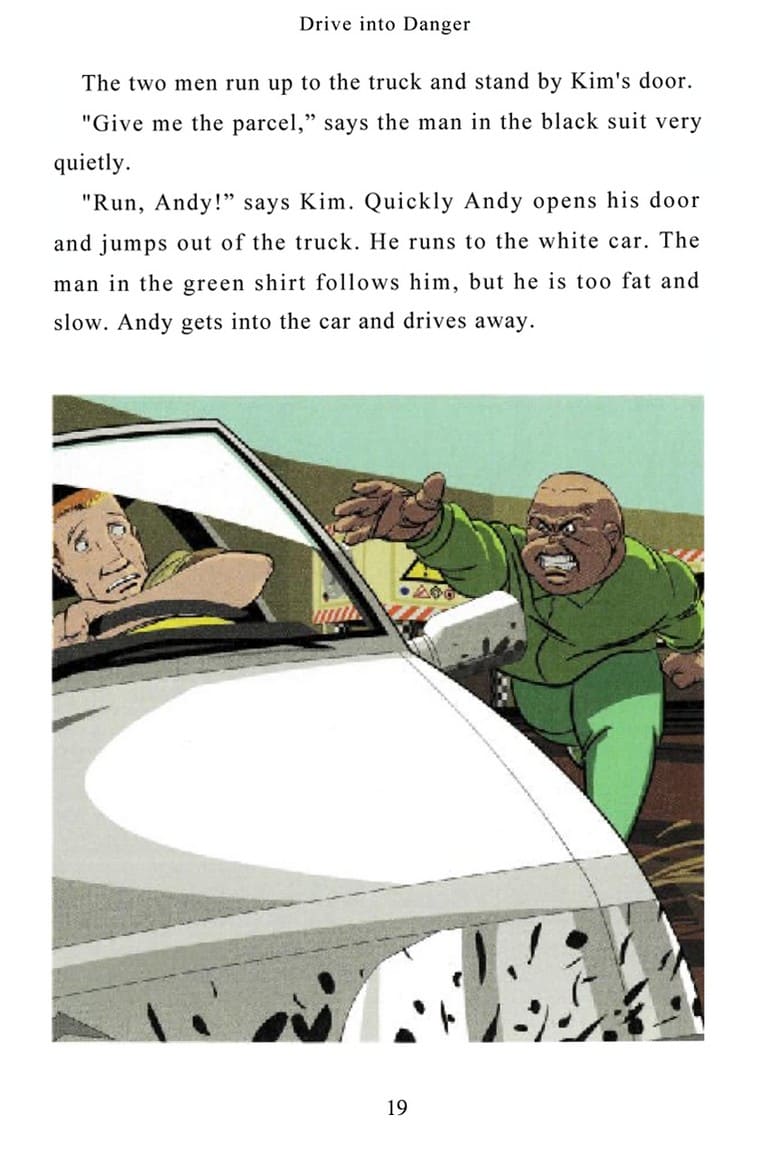 Drive into Danger
The two men run up to the truck and stand by Kim's door.
"Give me the parcel,” says the man in the black suit very
quietly.
"Run, Andy!” says Kim. Quickly Andy opens his door
and jumps out of the truck. He runs to the white car. The
man in the green shirt follows him, but he is too fat and
slow. Andy gets into the car and drives away.
19